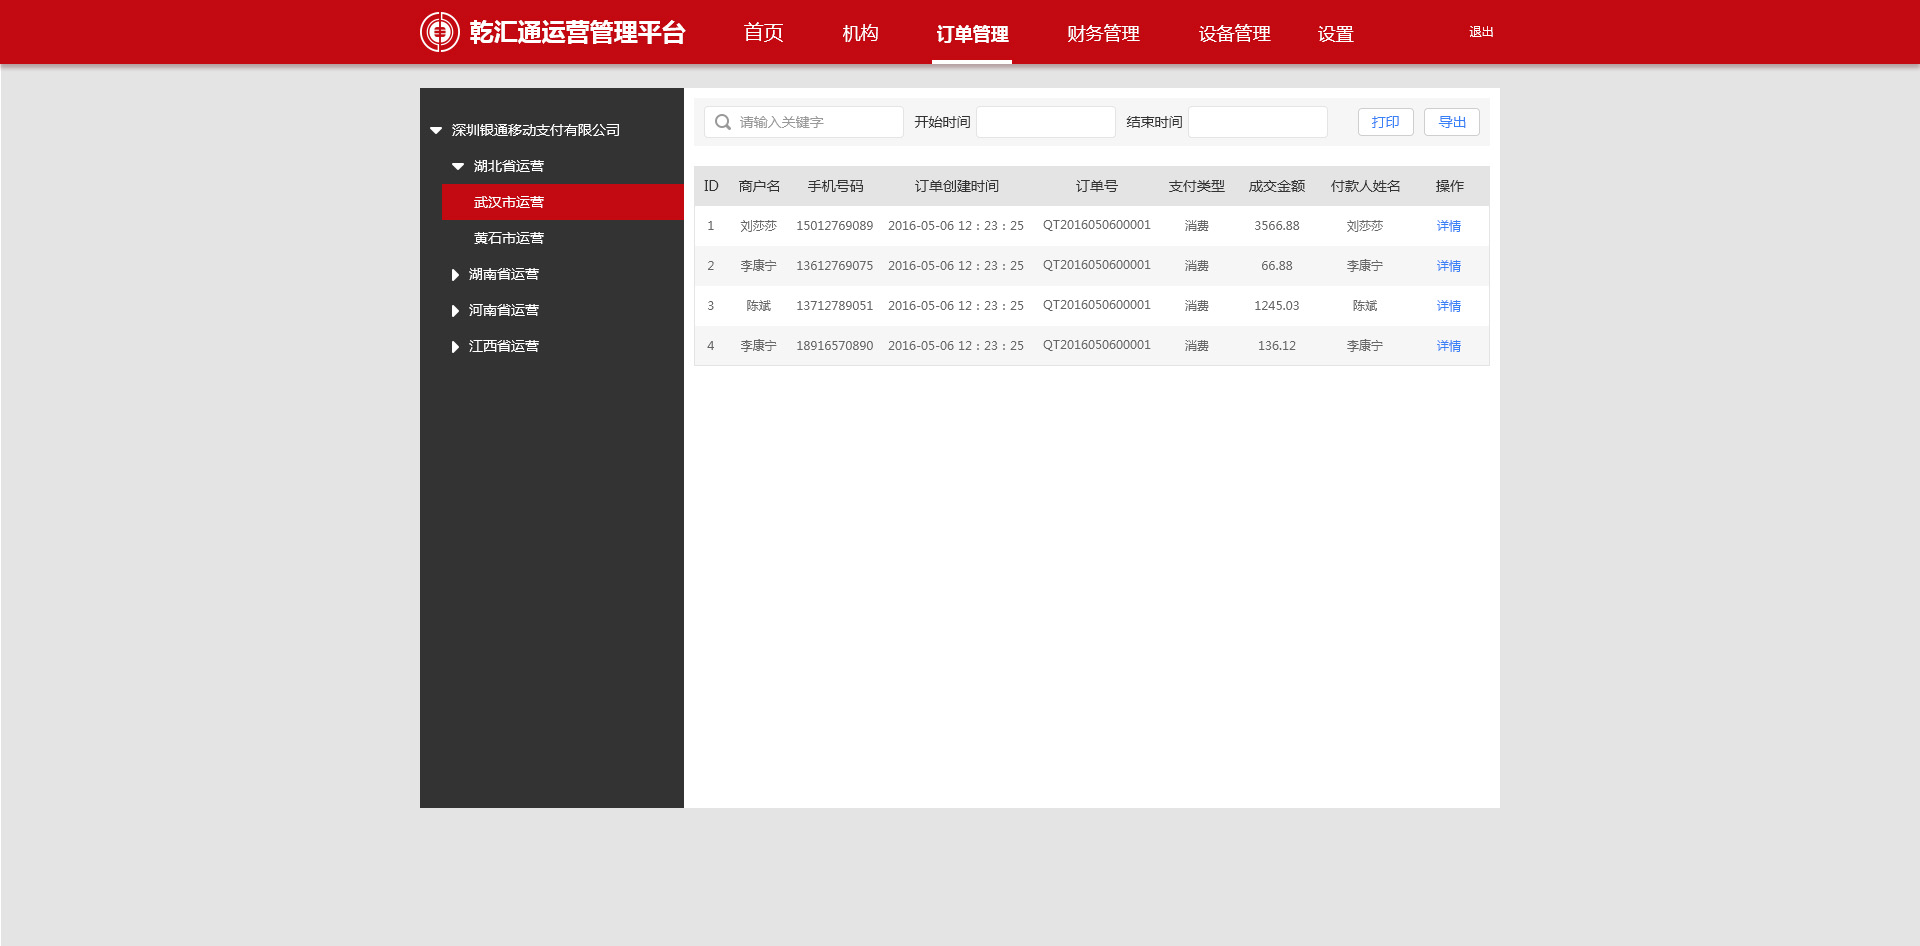 乾汇通运营管理平台 首页 机构 订单管理 财务管理 设备管理 设置 退出
深圳银通移动支付有限公司
湖北省运营
武汉市运营
黄石市运营
湖南省运营
河南省运营
江西省运营
请输入关键字 开始时间 结束时间 打印 导出
ID 商户名 手机号码 订单创建时间 订单号 支付类型 成交金额 付款人姓名 操作
1 刘莎莎 15012769089 2016-05-06 12：23：25 QT2016050600001 消费 3566.88 刘莎莎 详情
2 李康宁 13612769075 2016-05-06 12：23：25 QT2016050600001 消费 66.88 李康宁 详情
3 陈斌 13712789051 2016-05-06 12：23：25 QT2016050600001 消费 1245.03 陈斌 详情
4 李康宁 18916570890 2016-05-06 12：23：25 QT2016050600001 消费 136.12 李康宁 详情